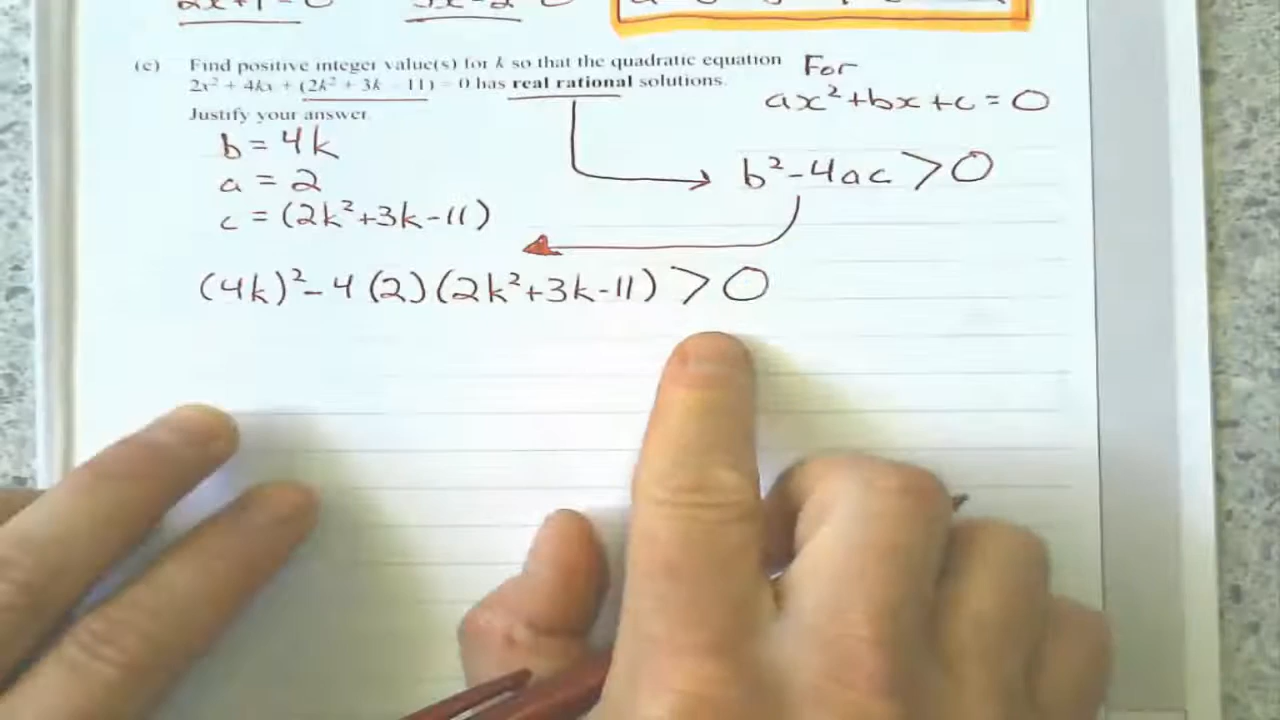 (c) Find positive integer value(s) for k so that the quadratic equation
2x² + 4kx + (2k² + 3k - 11) = 0 has real rational solutions.
Justify your answer
For
ax² + bx + c = 0
b = 4k
a = 2
b² - 4ac > 0
c = (2k² + 3k - 11)
(4k)² - 4 (2) (2k² + 3k - 11) > 0